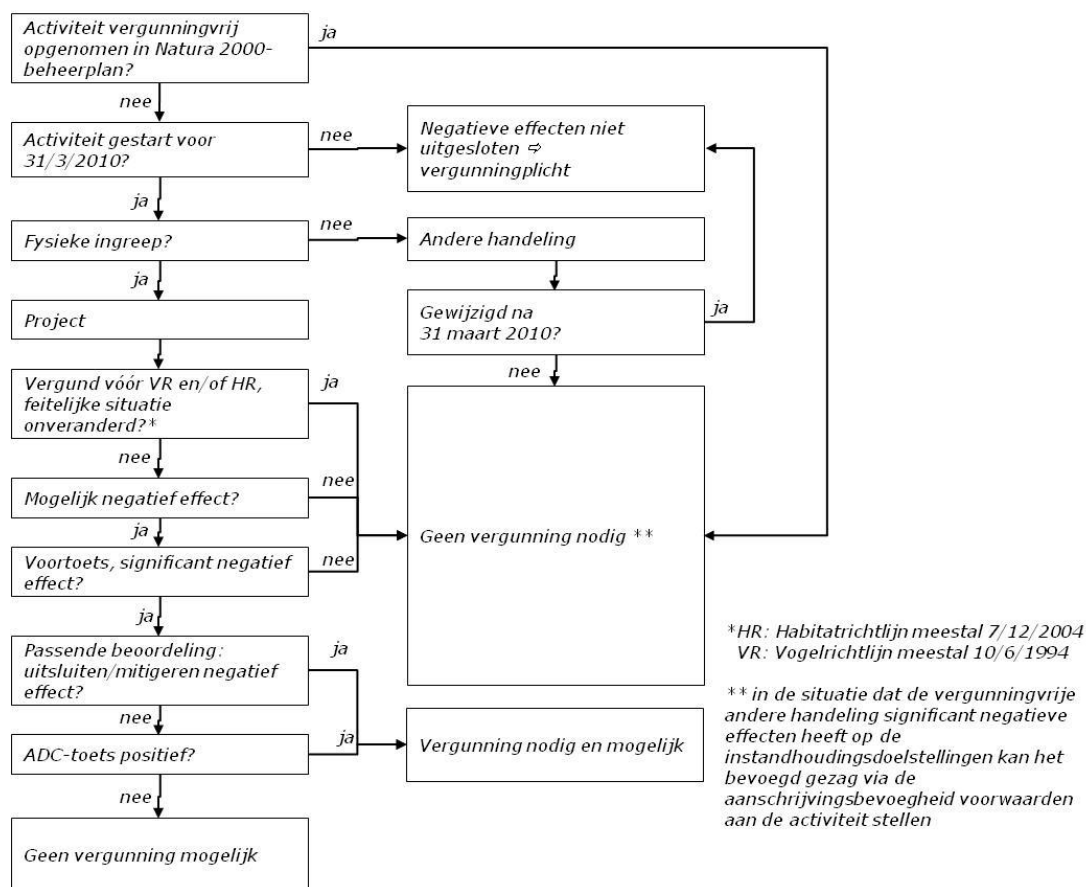 Activiteit vergunningvrij
opgenomen in Natura 2000-
beheerplan?
ja
nee
Activiteit gestart voor
31/3/2010?
nee
Negatieve effecten niet
uitgesloten ⇨
vergunningplicht
ja
Fysieke ingreep?
nee
Andere handeling
ja
Project
Gewijzigd na
31 maart 2010?
ja
nee
Vergund vóór VR en/of HR,
feitelijke situatie
onveranderd?*
ja
nee
Mogelijk negatief effect?
nee
ja
Voortoets, significant negatief
effect?
nee
Geen vergunning nodig **
ja
Passende beoordeling:
uitsluiten/mitigeren negatief
effect?
ja
nee
ADC-toets positief?
ja
Vergunning nodig en mogelijk
nee
Geen vergunning mogelijk
*HR: Habitatrichtlijn meestal 7/12/2004
VR: Vogelrichtlijn meestal 10/6/1994
** in de situatie dat de vergunningvrije
andere handeling significant negatieve
effecten heeft op de
instandhoudingsdoelstellingen kan het
bevoegd gezag via de
aanschrijvingsbevoegheid voorwaarden
aan de activiteit stellen